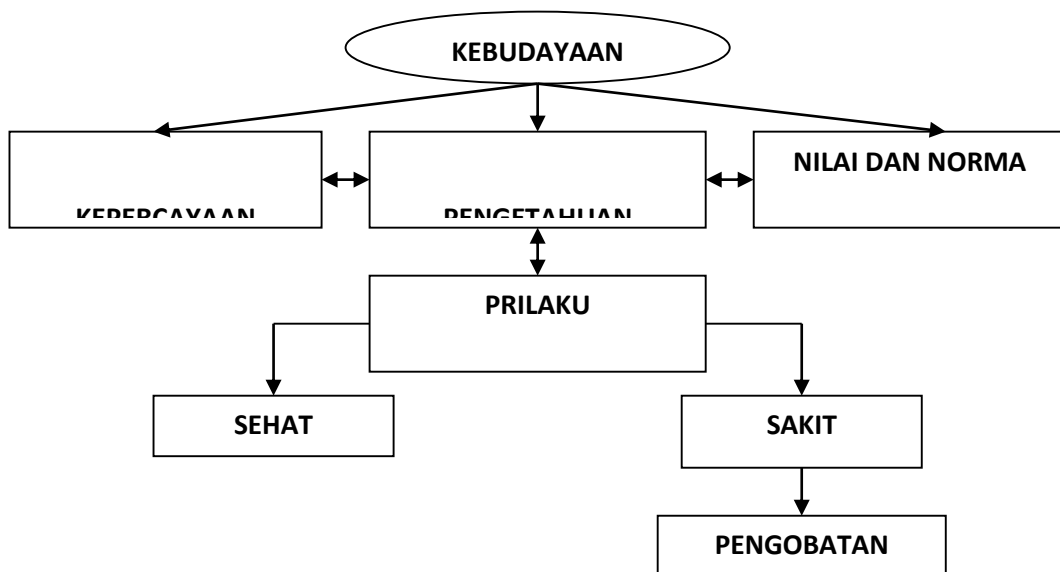 KEBUDAYAAN
KEPERCAYAAN
PENGETAHUAN
NILAI DAN NORMA
PRILAKU
SEHAT
SAKIT
PENGOBATAN